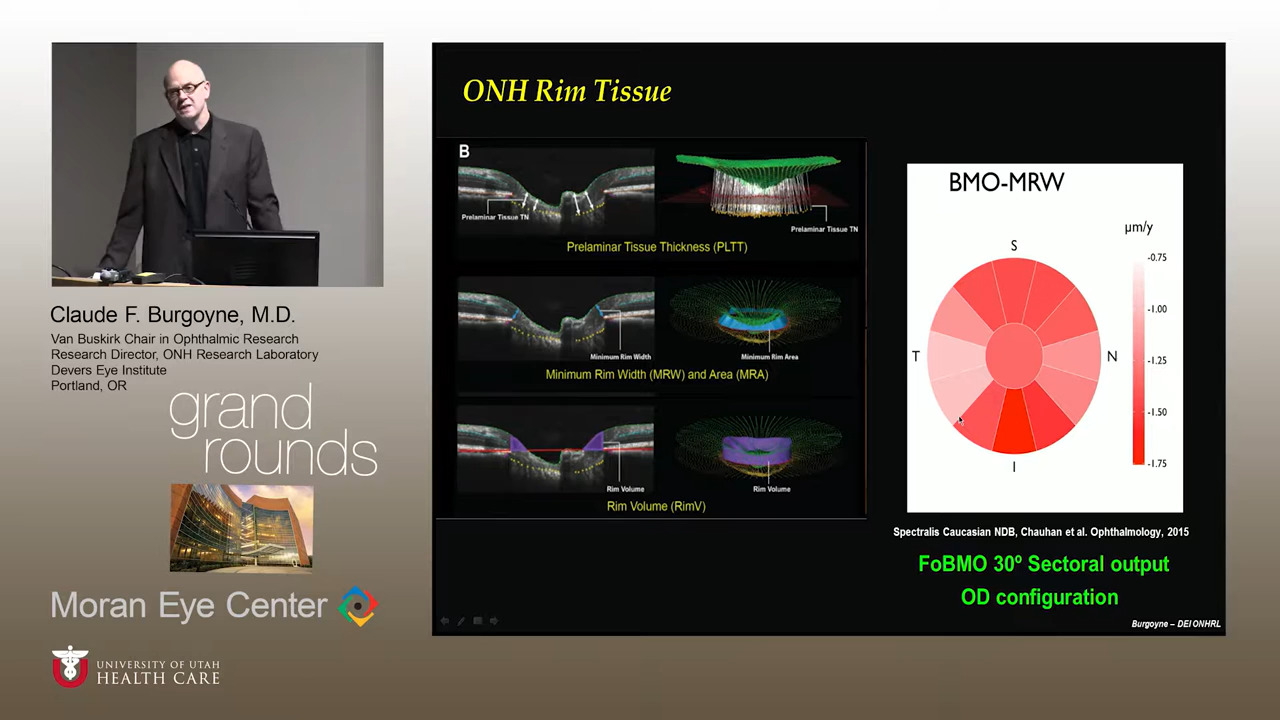 Claude F. Burgoyne, M.D.
Van Buskirk Chair in Ophthalmic Research
Research Director, ONH Research Laboratory
Devers Eye Institute
Portland, OR
grand
rounds
Moran Eye Center
UNIVERSITY OF UTAH
HEALTH CARE
ONH Rim Tissue
B
Prelaminar Tissue TN
Prelaminar Tissue TN
Prelaminar Tissue Thickness (PLTT)
Minimum Rim Width
Minimum Rim Area
Minimum Rim Width (MRW) and Area (MRA)
Rim Volume
Rim Volume
Rim Volume (RimV)
BMO-MRW
µm/y
S
-0.75
-1.00
T
N
-1.25
-1.50
-1.75
I
Spectralis Caucasian NDB, Chauhan et al. Ophthalmology, 2015
FoBMO 30º Sectoral output
OD configuration
Burgoyne – DEI ONHRL